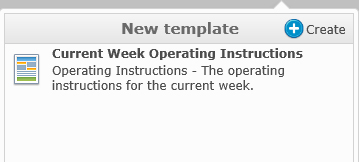 New template
Create
Current Week Operating Instructions
Operating Instructions - The operating
instructions for the current week.